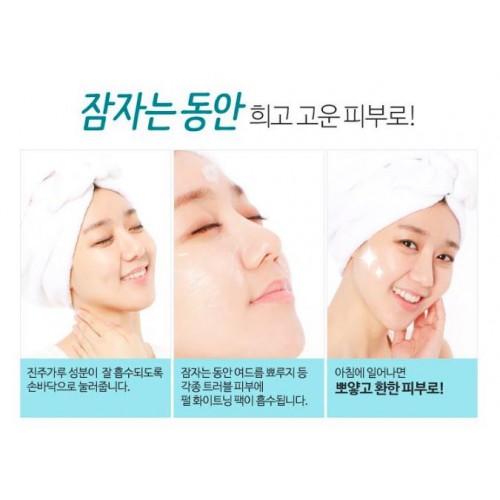 잠자는 동안 희고 고운 피부로!
진주가루 성분이 잘 흡수되도록
손바닥으로 눌러줍니다.
잠자는 동안 여드름 뾰루지 등
각종 트러블 피부에
펄 화이트닝 팩이 흡수됩니다.
아침에 일어나면
뽀얗고 환한 피부로!